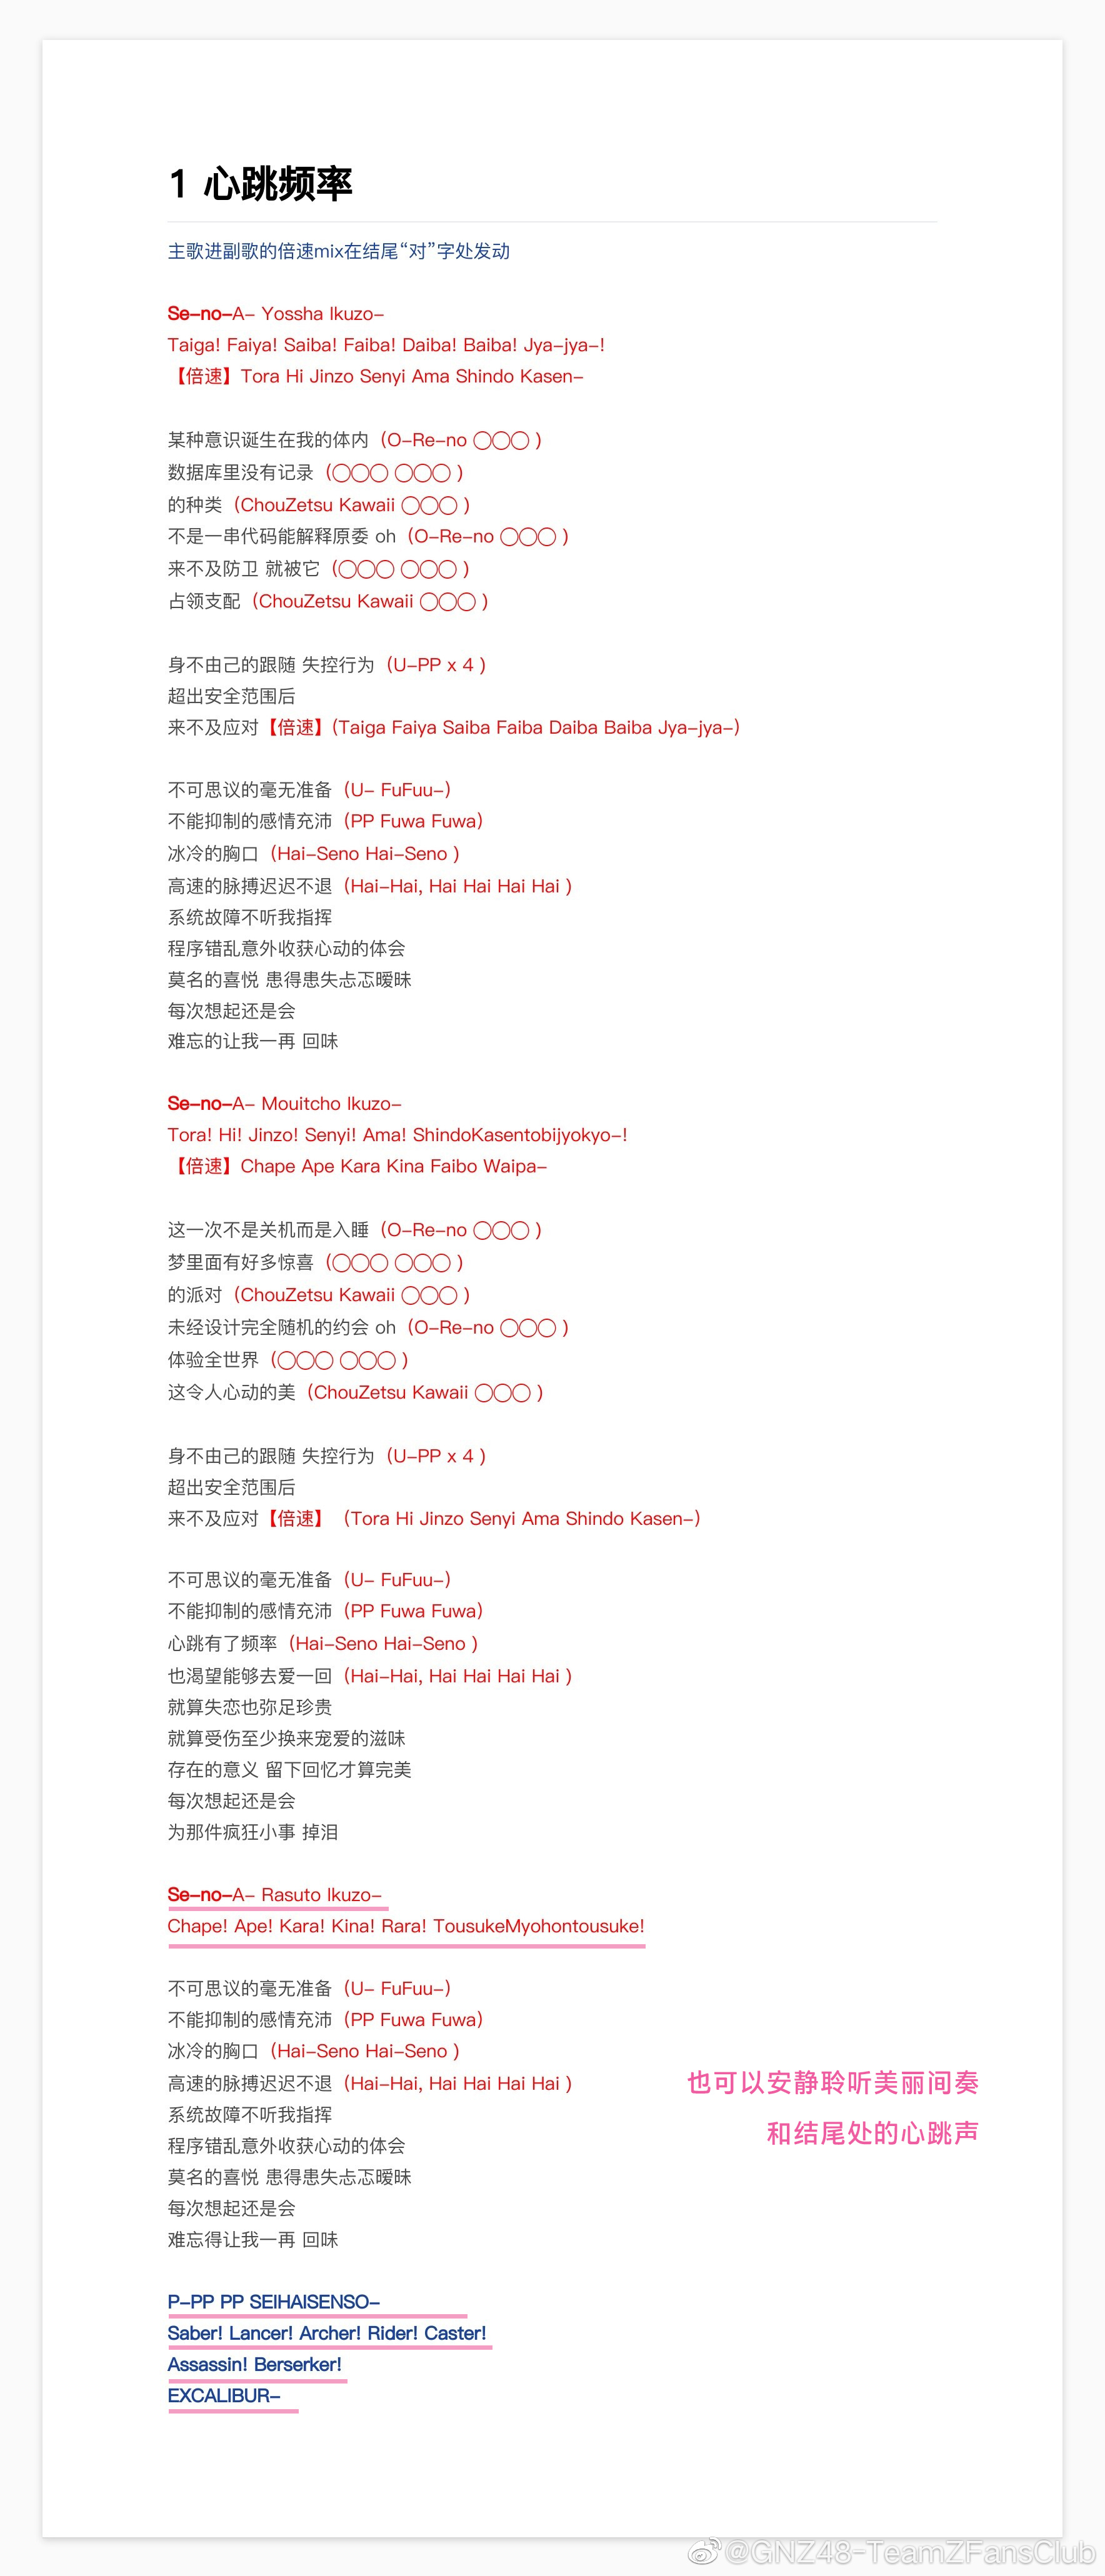 1 心跳频率
主歌进副歌的倍速mix在结尾“对”字处发动
Se-no-A- Yossha Ikuzo-
Taiga! Faiya! Saiba! Faiba! Daiba! Baiba! Jya-jya-!
【倍速】Tora Hi Jinzo Senyi Ama Shindo Kasen-
某种意识诞生在我的体内（O-Re-no ◯◯◯ ）
数据库里没有记录（◯◯◯ ◯◯◯ ）
的种类（ChouZetsu Kawaii ◯◯◯ ）
不是一串代码能解释原委 oh（O-Re-no ◯◯◯ ）
来不及防卫 就被它（◯◯◯ ◯◯◯ ）
占领支配（ChouZetsu Kawaii ◯◯◯ ）
身不由己的跟随 失控行为（U-PP x 4 ）
超出安全范围后
来不及应对【倍速】（Taiga Faiya Saiba Faiba Daiba Baiba Jya-jya-）
不可思议的毫无准备（U- FuFuu-）
不能抑制的感情充沛（PP Fuwa Fuwa）
冰冷的胸口（Hai-Seno Hai-Seno ）
高速的脉搏迟迟不退（Hai-Hai, Hai Hai Hai Hai ）
系统故障不听我指挥
程序错乱意外收获心动的体会
莫名的喜悦 患得患失忐忑暧昧
每次想起还是会
难忘的让我一再 回味
Se-no-A- Mouitcho Ikuzo-
Tora! Hi! Jinzo! Senyi! Ama! ShindoKasentobijyokyo-!
【倍速】Chape Ape Kara Kina Faibo Waipa-
这一次不是关机而是入睡（O-Re-no ◯◯◯ ）
梦里面有好多惊喜（◯◯◯ ◯◯◯ ）
的派对（ChouZetsu Kawaii ◯◯◯ ）
未经设计完全随机的约会 oh（O-Re-no ◯◯◯ ）
体验全世界（◯◯◯ ◯◯◯ ）
这令人心动的美（ChouZetsu Kawaii ◯◯◯ ）
身不由己的跟随 失控行为（U-PP x 4 ）
超出安全范围后
来不及应对【倍速】（Tora Hi Jinzo Senyi Ama Shindo Kasen-）
不可思议的毫无准备（U- FuFuu-）
不能抑制的感情充沛（PP Fuwa Fuwa）
心跳有了频率（Hai-Seno Hai-Seno ）
也渴望能够去爱一回（Hai-Hai, Hai Hai Hai Hai ）
就算失恋也弥足珍贵
就算受伤至少换来宠爱的滋味
存在的意义 留下回忆才算完美
每次想起还是会
为那件疯狂小事 掉泪
Se-no-A- Rasuto Ikuzo-
Chape! Ape! Kara! Kina! Rara! TousukeMyohontousuke!
不可思议的毫无准备（U- FuFuu-）
不能抑制的感情充沛（PP Fuwa Fuwa）
冰冷的胸口（Hai-Seno Hai-Seno ）
高速的脉搏迟迟不退（Hai-Hai, Hai Hai Hai Hai ）
也可以安静聆听美丽间奏
和结尾处的心跳声
系统故障不听我指挥
程序错乱意外收获心动的体会
莫名的喜悦 患得患失忐忑暧昧
每次想起还是会
难忘得让我一再 回味
P-PP PP SEIHAISENSO-
Saber! Lancer! Archer! Rider! Caster!
Assassin! Berserker!
EXCALIBUR-
@GNZ48-TeamZFansClub